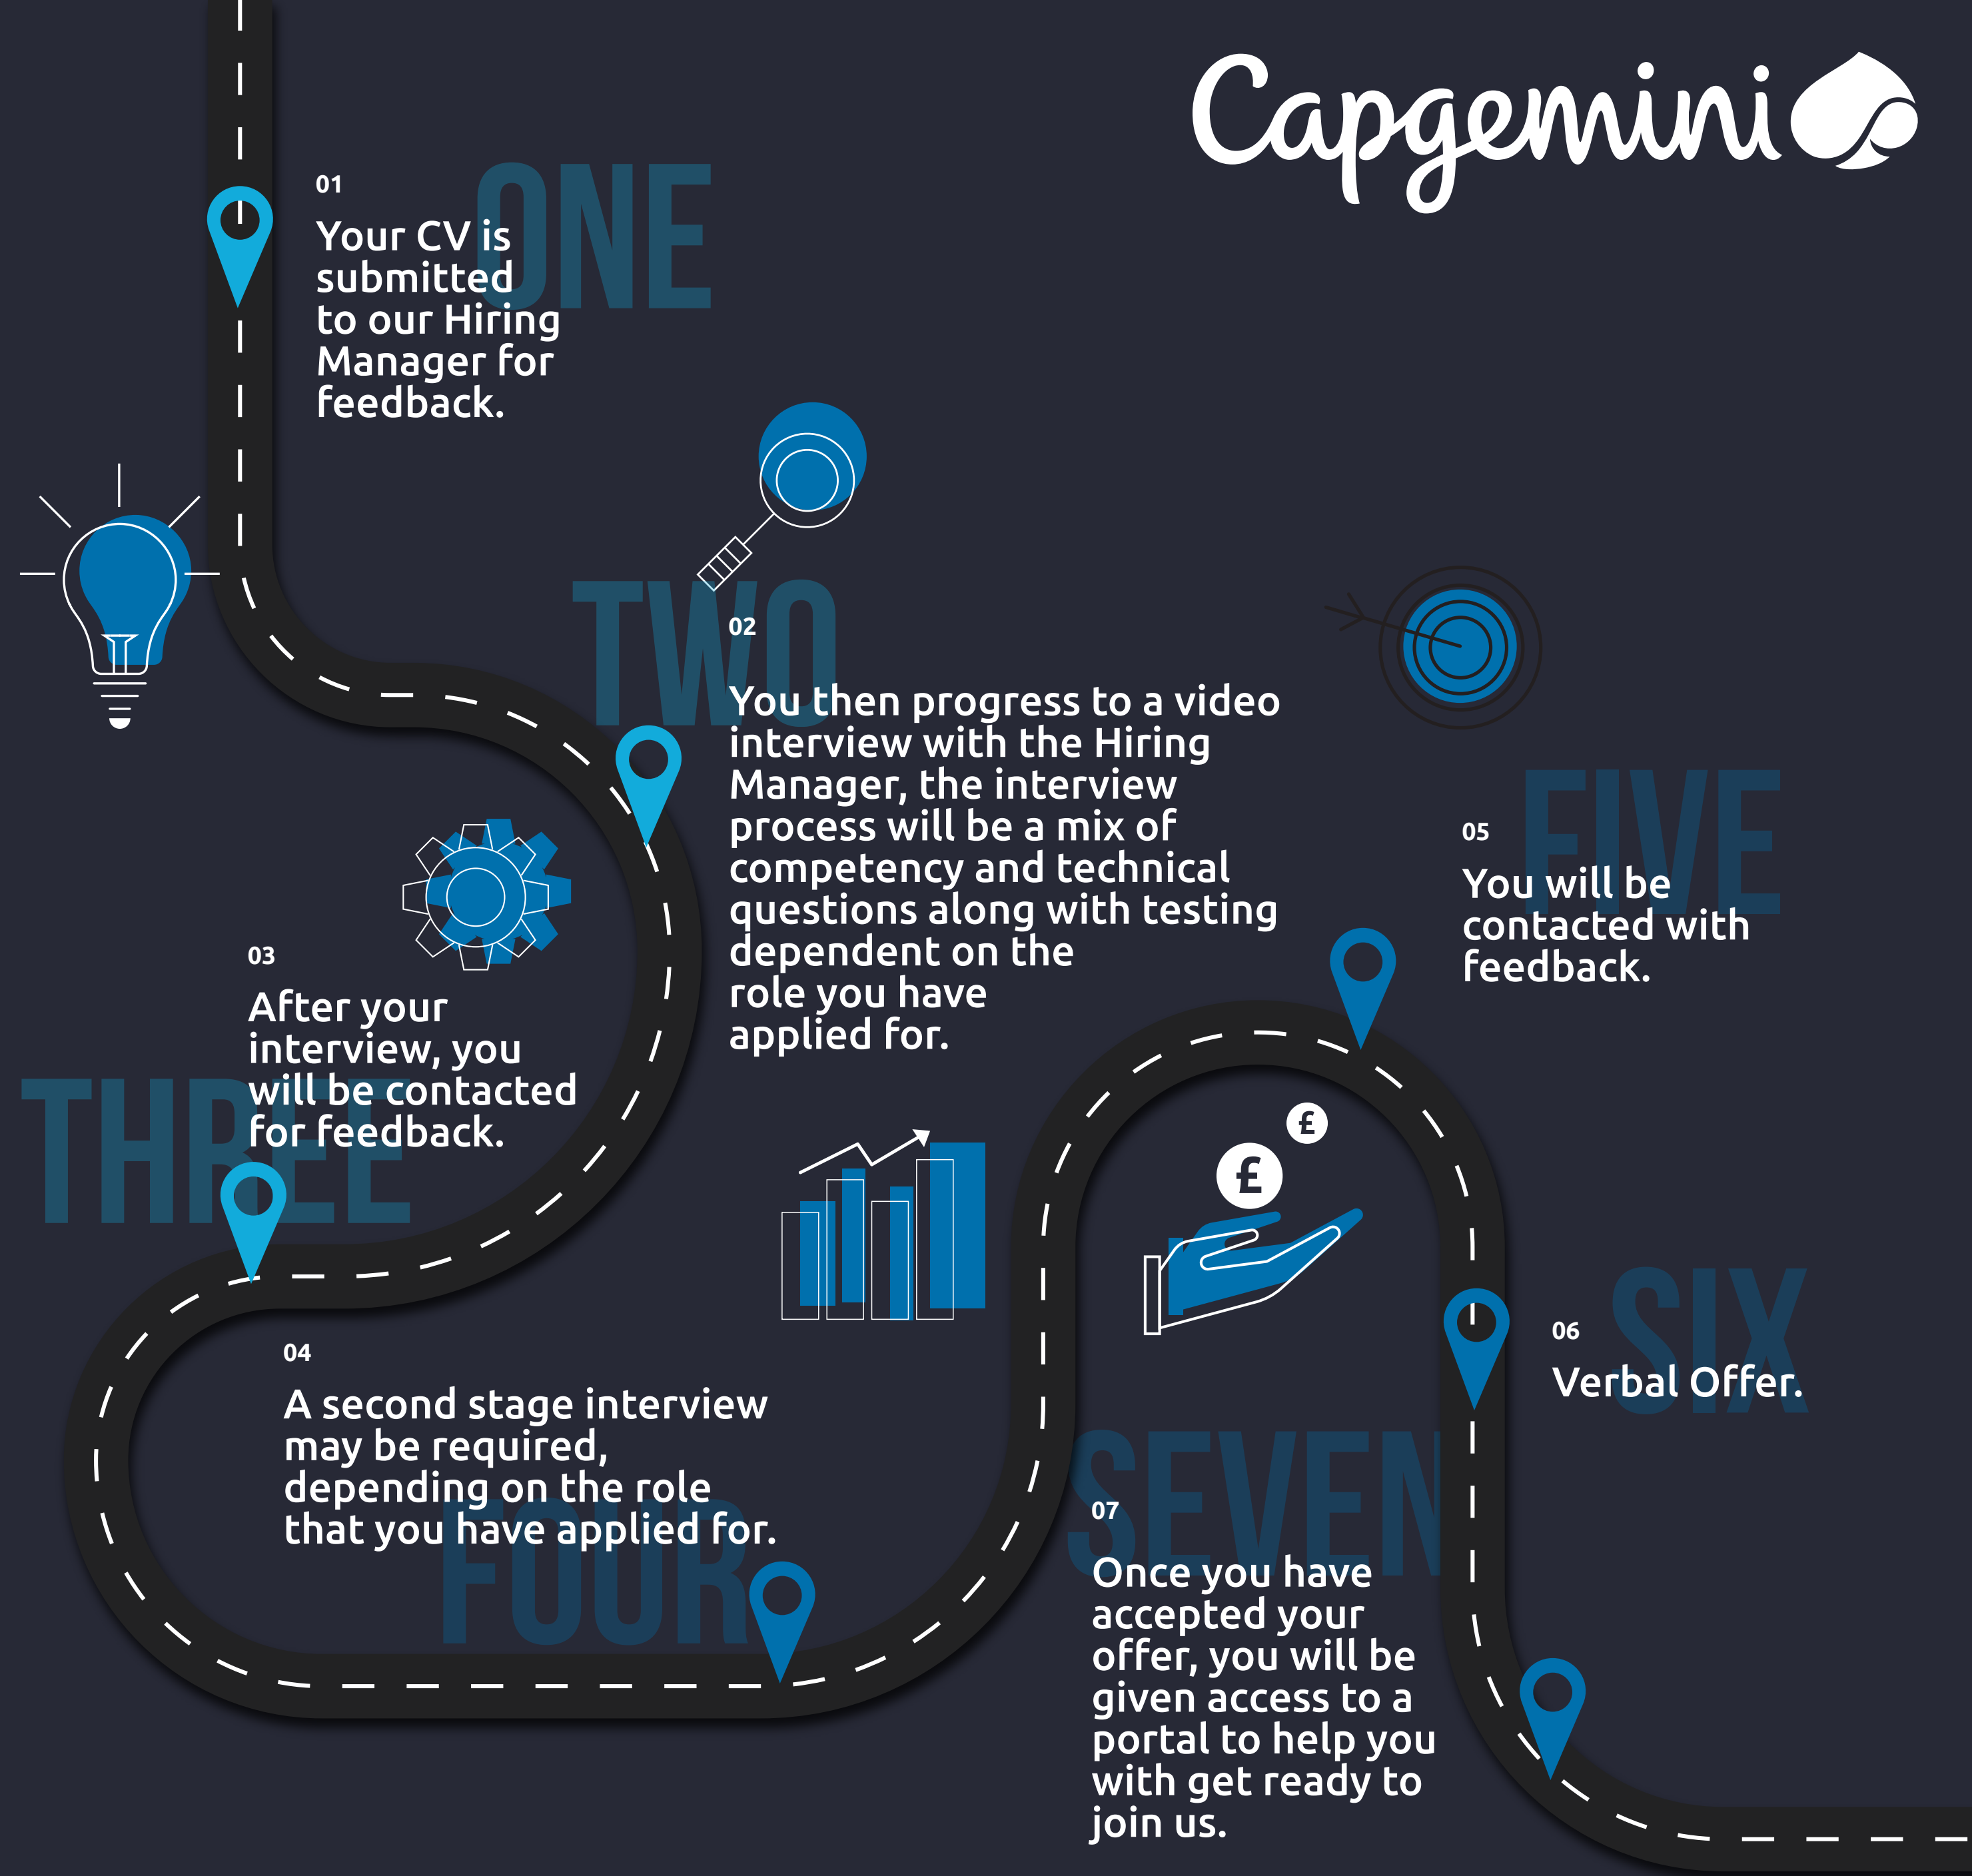 Capgemini
ONE
01
Your CV is
submitted
to our Hiring
Manager for
feedback.
TWO
02
You then progress to a video
interview with the Hiring
Manager, the interview
process will be a mix of
competency and technical
questions along with testing
dependent on the
role you have
applied for.
THREE
03
After your
interview, you
will be contacted
for feedback.
04
A second stage interview
may be required,
depending on the role
that you have applied for.
FOUR
FIVE
05
You will be
contacted with
feedback.
£
£
SIX
06
Verbal Offer.
SEVEN
07
Once you have
accepted your
offer, you will be
given access to a
portal to help you
with get ready to
join us.